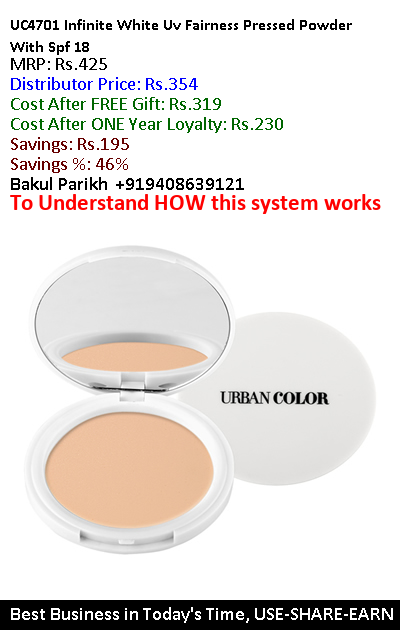 UC4701 Infinite White Uv Fairness Pressed Powder
With Spf 18
MRP: Rs.425
Distributor Price: Rs.354
Cost After FREE Gift: Rs.319
Cost After ONE Year Loyalty: Rs.230
Savings: Rs.195
Savings %: 46%
Bakul Parikh +919408639121
To Understand HOW this system works
URBAN COLOR
Best Business in Today's Time, USE-SHARE-EARN